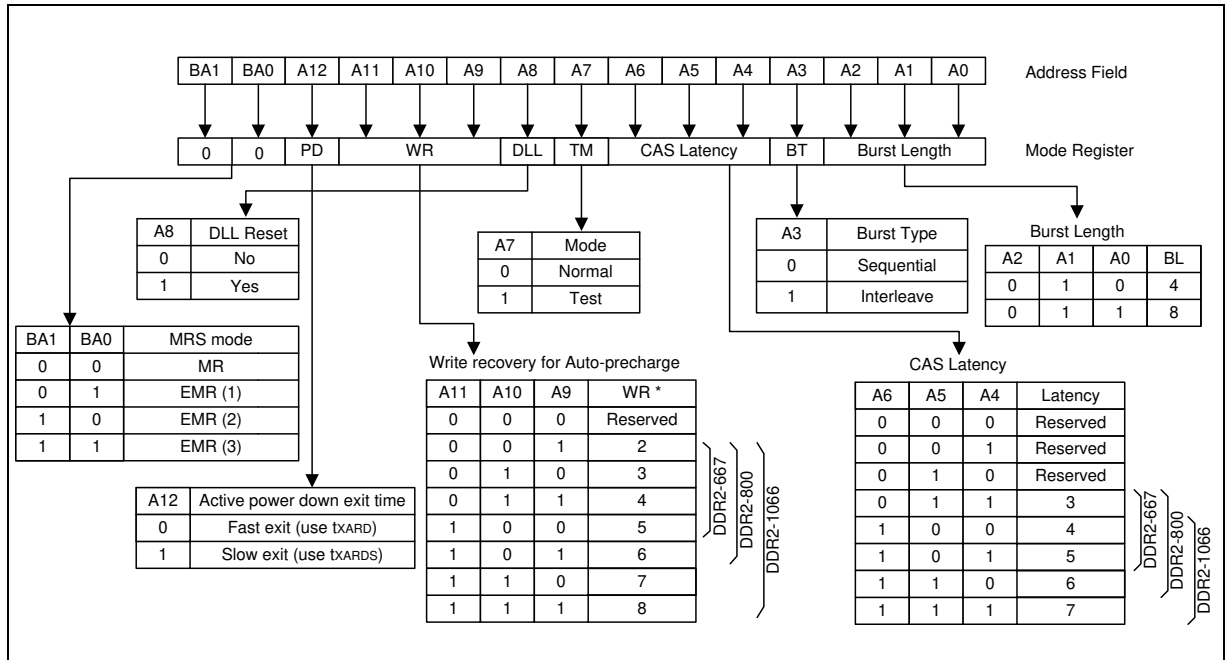 BA1 BA0 A12 A11 A10 A9 A8 A7 A6 A5 A4 A3 A2 A1 A0 Address Field
0 0 PD WR DLL TM CAS Latency BT Burst Length Mode Register
A8 DLL Reset
0 No
1 Yes
A7 Mode
0 Normal
1 Test
A3 Burst Type
0 Sequential
1 Interleave
Burst Length
A2 A1 A0 BL
0 1 0 4
0 1 1 8
BA1 BA0 MRS mode
0 0 MR
0 1 EMR (1)
1 0 EMR (2)
1 1 EMR (3)
A12 Active power down exit time
0 Fast exit (use tXARD)
1 Slow exit (use tXARDS)
Write recovery for Auto-precharge
A11 A10 A9 WR *
0 0 0 Reserved
0 0 1 2
0 1 0 3
0 1 1 4
1 0 0 5
1 0 1 6
1 1 0 7
1 1 1 8
DDR2-667
DDR2-800
DDR2-1066
CAS Latency
A6 A5 A4 Latency
0 0 0 Reserved
0 0 1 Reserved
0 1 0 Reserved
0 1 1 3
1 0 0 4
1 0 1 5
1 1 0 6
1 1 1 7
DDR2-667
DDR2-800
DDR2-1066